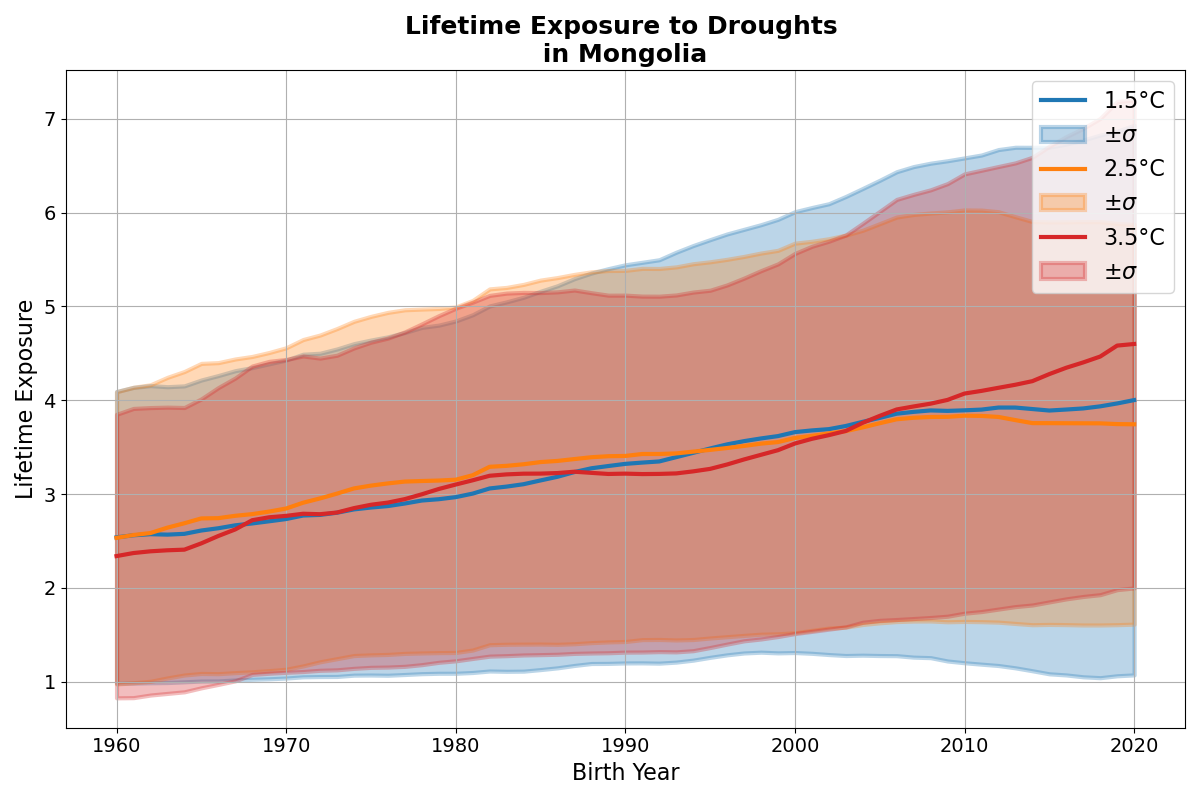 Lifetime Exposure to Droughts
in Mongolia
Lifetime Exposure
7
6
5
4
3
2
1
1960 1970 1980 1990 2000 2010 2020
Birth Year
1.5°C
±σ
2.5°C
±σ
3.5°C
±σ